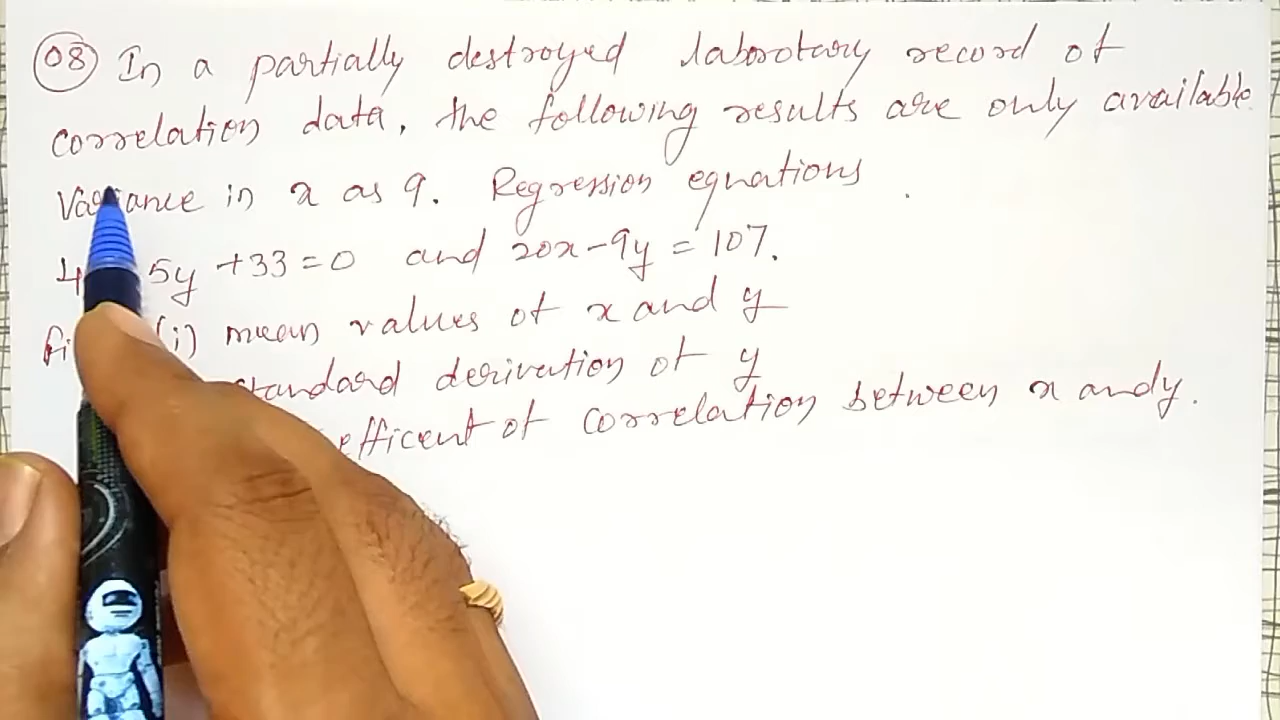 08 In a partially destroyed laborotory record of
correlation data, the following results are only available.
Variance in x as 9. Regression equations
4 5y +33=0 and 20x-9y = 107.
(i) mean values of x and y
standard derivation of y
efficent of correlation between x and y.